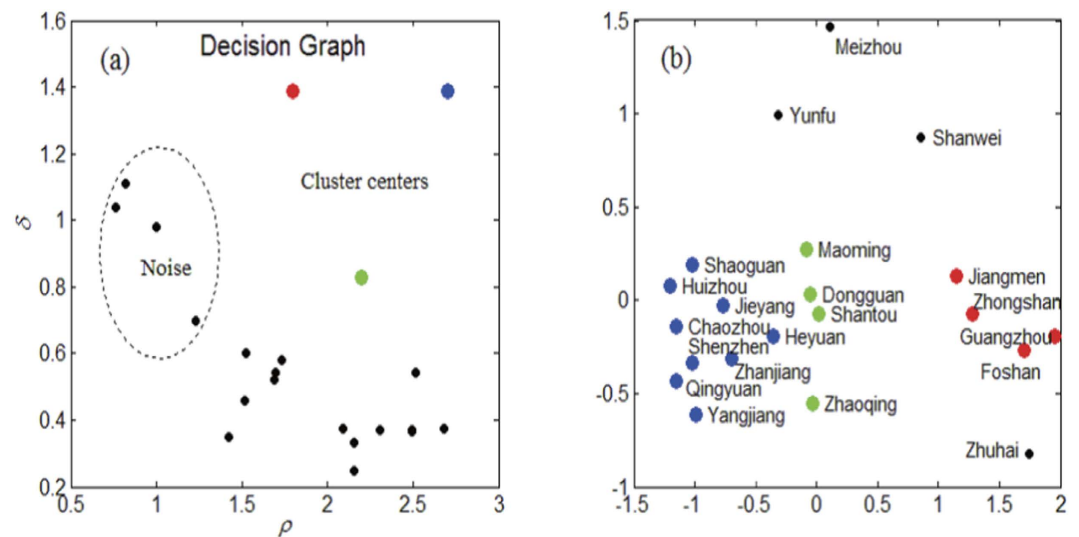 (a)
Decision Graph
1.6
1.4
1.2
1
0.8
0.6
0.4
0.2
δ
Cluster centers
Noise
0.5
1
1.5
2
2.5
3
ρ
(b)
1.5
1
0.5
0
-0.5
-1
Meizhou
Yunfu
Shanwei
Maoming
Shaoguan
Huizhou
Jieyang
Dongguan
Shantou
Chaozhou
Shenzhen
Heyuan
Zhanjiang
Qingyuan
Yangjiang
Zhaoqing
Jiangmen
Zhongshan
Guangzhou
Foshan
Zhuhai
-1.5
-1
-0.5
0
0.5
1
1.5
2